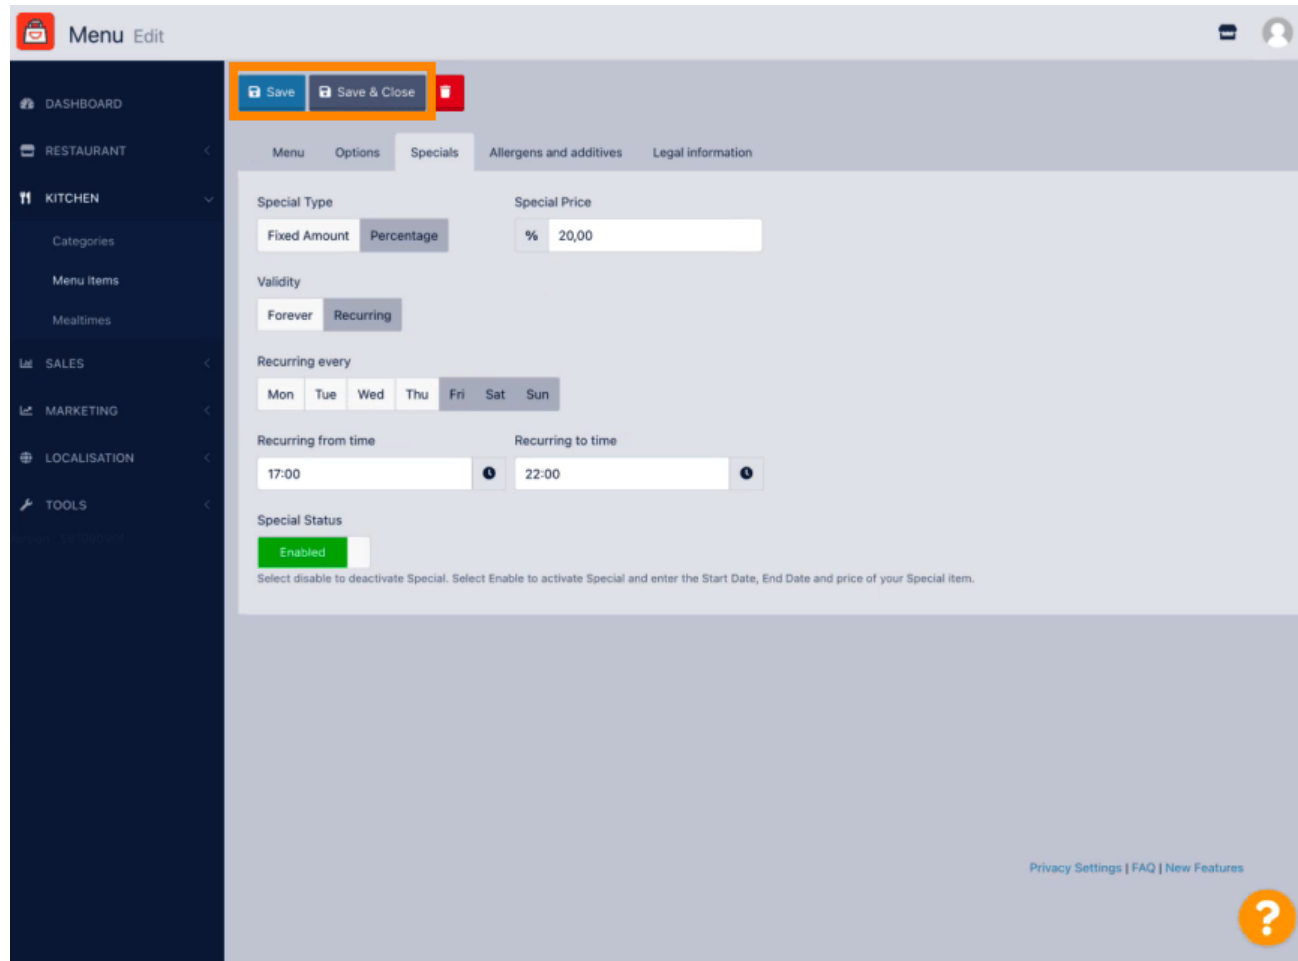 Menu Edit
Save Save & Close
DASHBOARD
RESTAURANT
KITCHEN
Categories
Menu Items
Mealtimes
SALES
MARKETING
LOCALISATION
TOOLS
Menu Options Specials Allergens and additives Legal information
Special Type Special Price
Fixed Amount Percentage % 20,00
Validity
Forever Recurring
Recurring every
Mon Tue Wed Thu Fri Sat Sun
Recurring from time Recurring to time
17:00 22:00
Special Status
Enabled
Select disable to deactivate Special. Select Enable to activate Special and enter the Start Date, End Date and price of your Special item.
Privacy Settings | FAQ | New Features
?